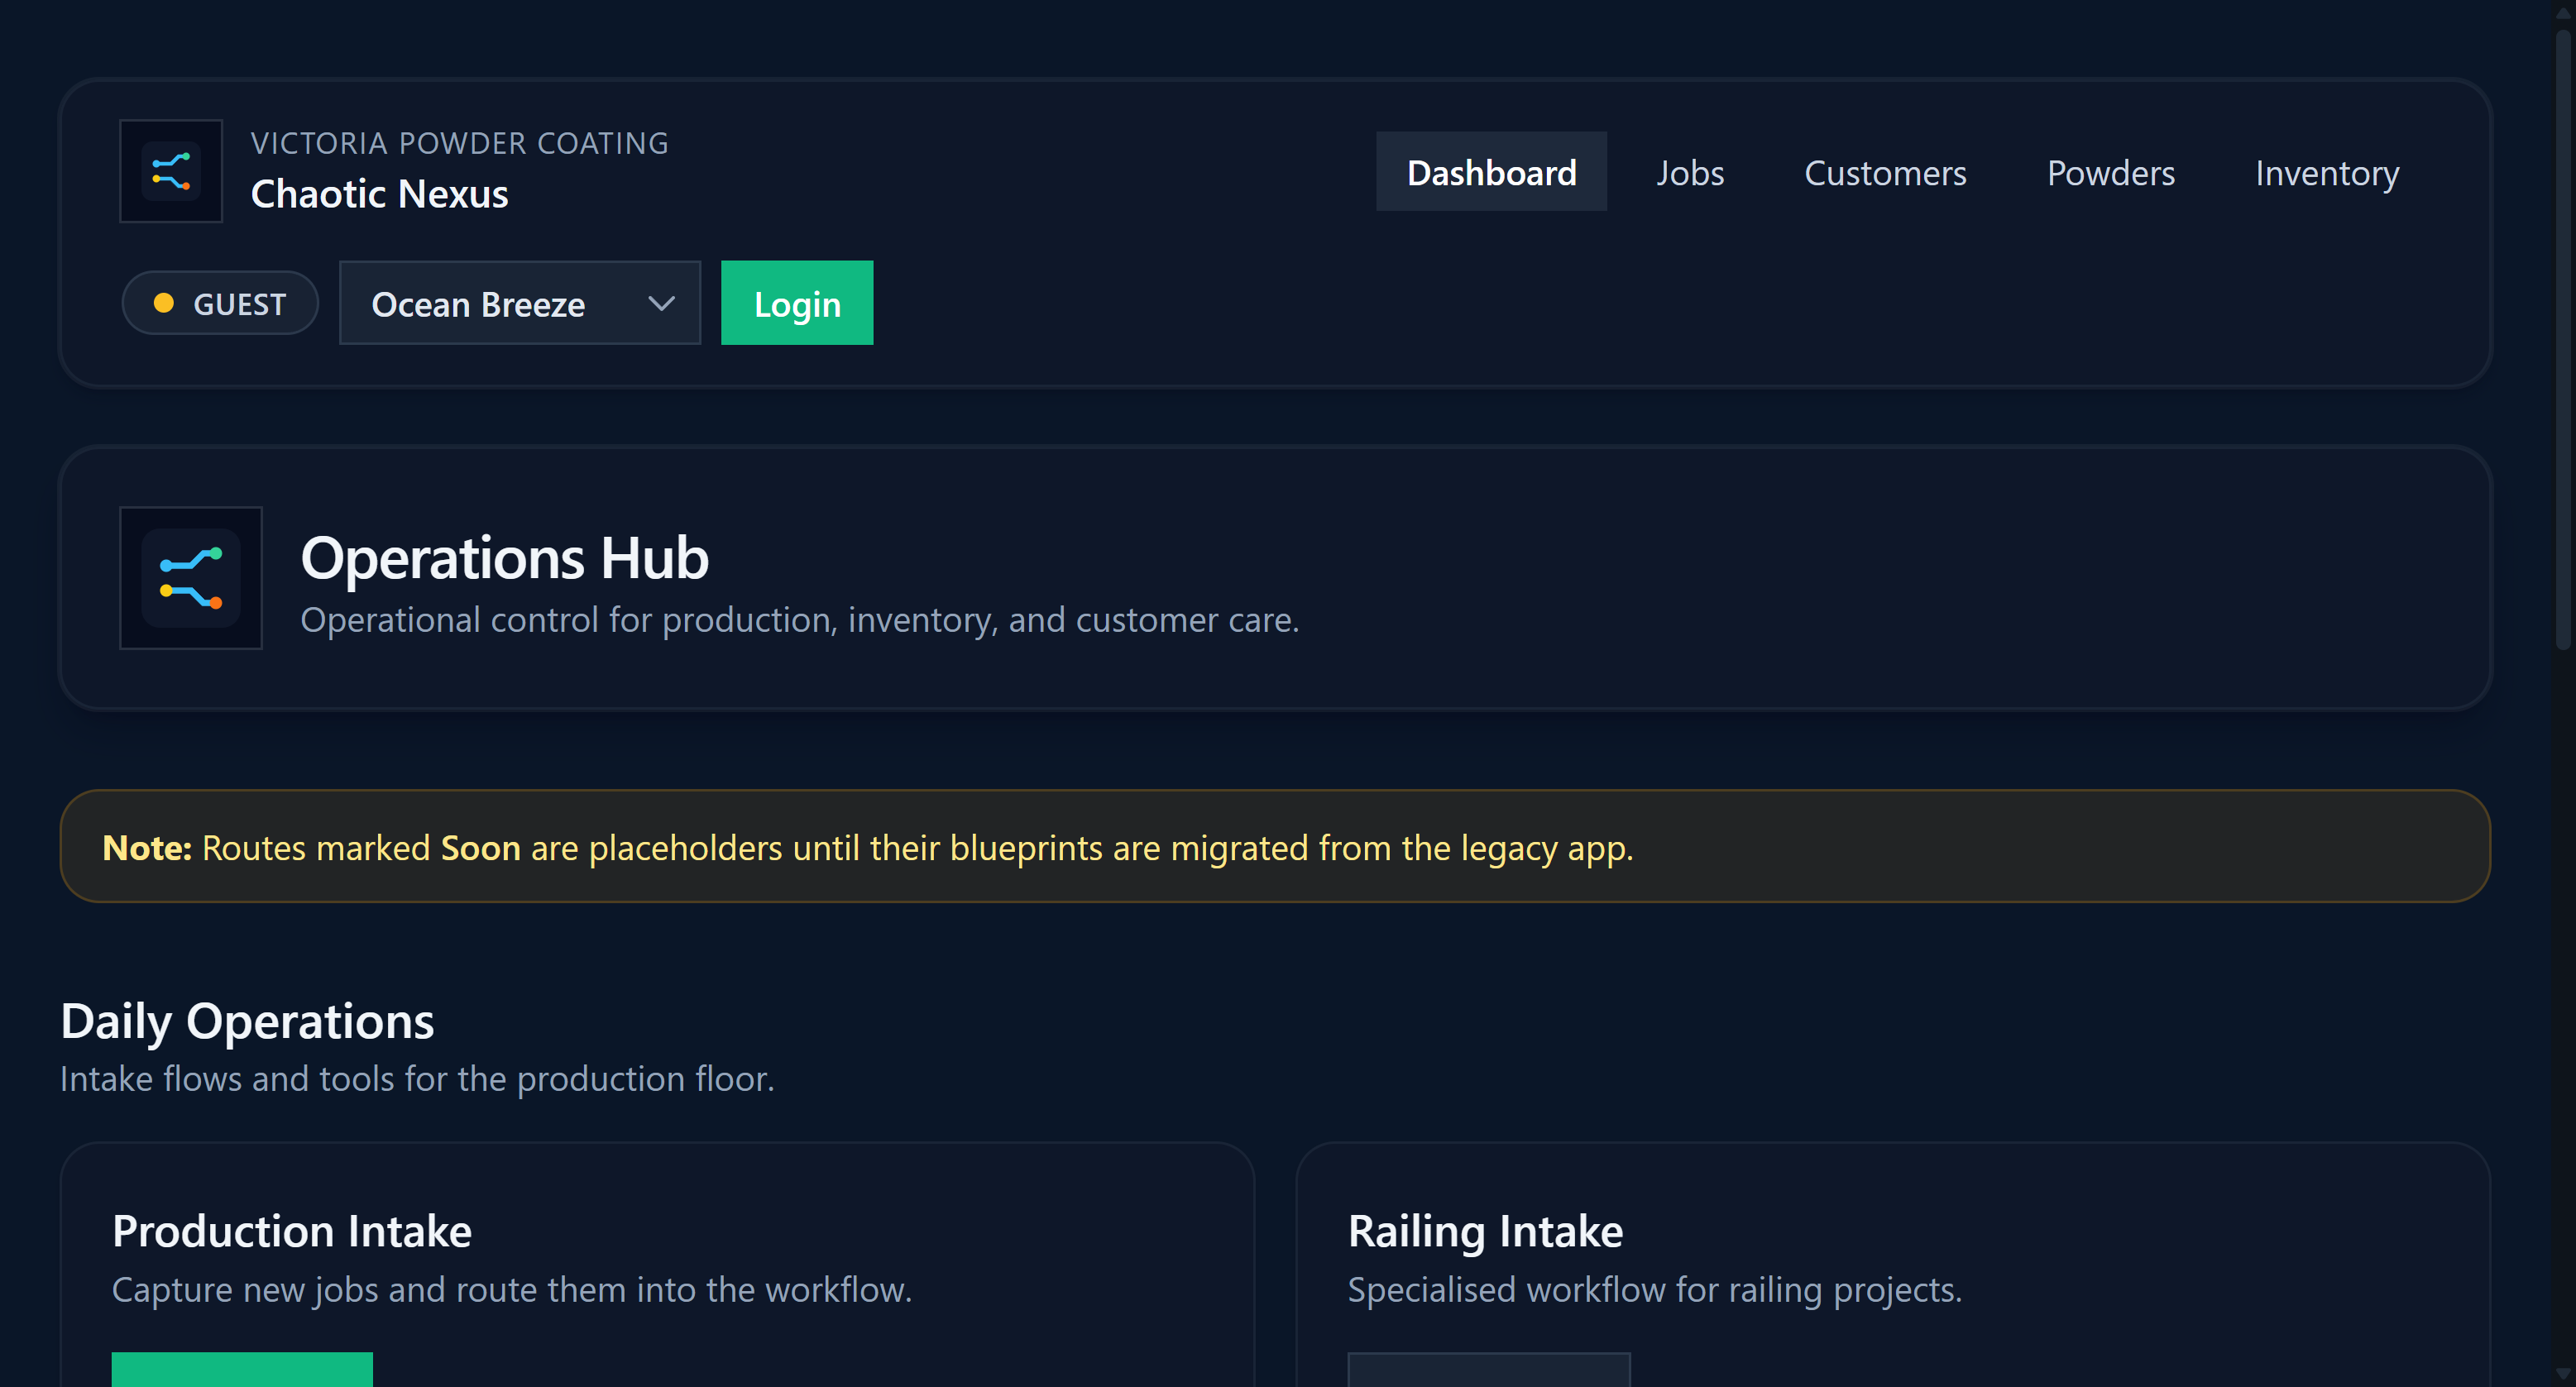 VICTORIA POWDER COATING
Chaotic Nexus
Dashboard
Jobs
Customers
Powders
Inventory
GUEST
Ocean Breeze
Login
Operations Hub
Operational control for production, inventory, and customer care.
Note: Routes marked Soon are placeholders until their blueprints are migrated from the legacy app.
Daily Operations
Intake flows and tools for the production floor.
Production Intake
Capture new jobs and route them into the workflow.
Railing Intake
Specialised workflow for railing projects.